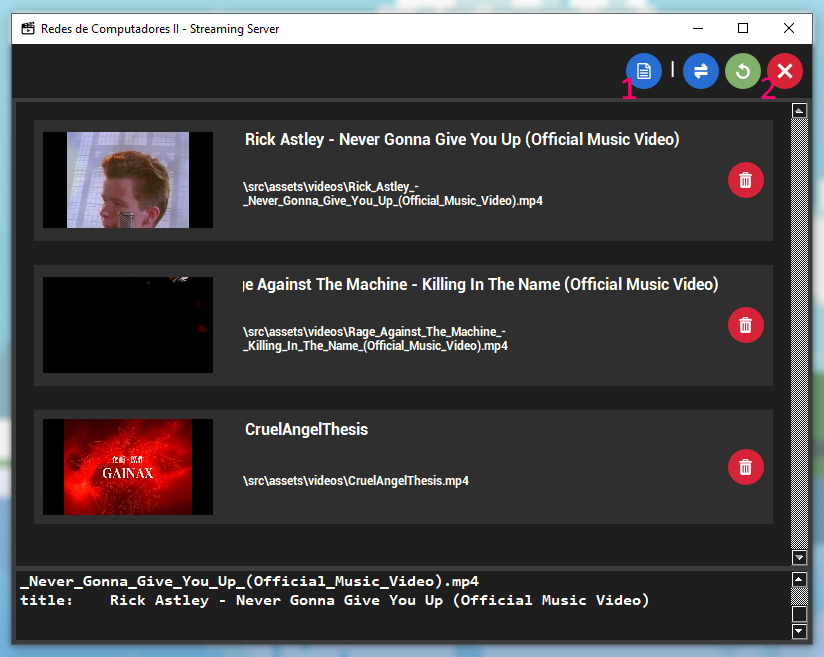 Redes de Computadores II - Streaming Server
1
2
Rick Astley - Never Gonna Give You Up (Official Music Video)
\src\assets\videos\Rick_Astley_-
_Never_Gonna_Give_You_Up_(Official_Music_Video).mp4
ge Against The Machine - Killing In The Name (Official Music Video)
\src\assets\videos\Rage_Against_The_Machine_-
_Killing_In_The_Name_(Official_Music_Video).mp4
CruelAngelThesis
GAINAX
\src\assets\videos\CruelAngelThesis.mp4
_Never_Gonna_Give_You_Up_(Official_Music_Video).mp4
title: Rick Astley - Never Gonna Give You Up (Official Music Video)